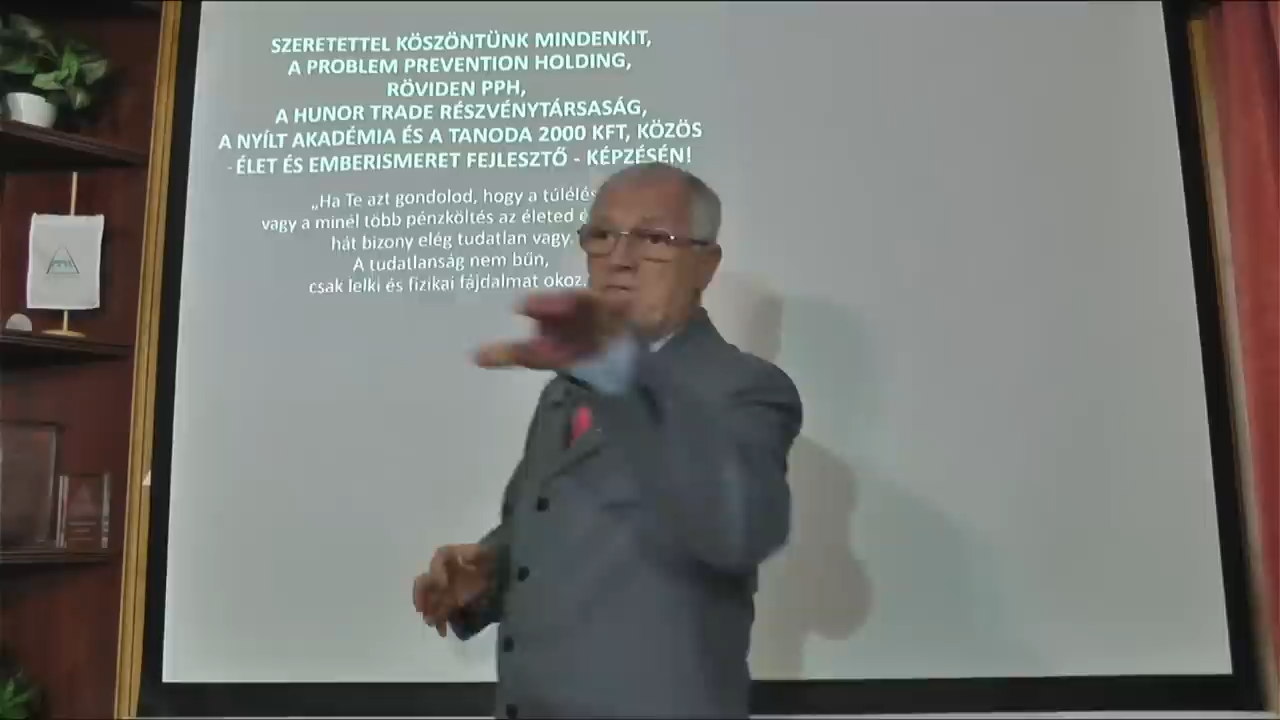 SZERETETTEL KÖSZÖNTÜNK MINDENKIT,
A PROBLEM PREVENTION HOLDING,
RÖVIDEN PPH,
A HUNOR TRADE RÉSZVÉNYTÁRSASÁG,
A NYÍLT AKADÉMIA ÉS A TANODA 2000 KFT, KÖZÖS
- ÉLET ÉS EMBERISMERET FEJLESZTŐ - KÉPZÉSÉN!
„Ha Te azt gondolod, hogy a túlélés
vagy a minél több pénzköltés az életed
hát bizony elég tudatlan vagy.
A tudatlanság nem bűn,
csak lelki és fizikai fájdalmat okoz.